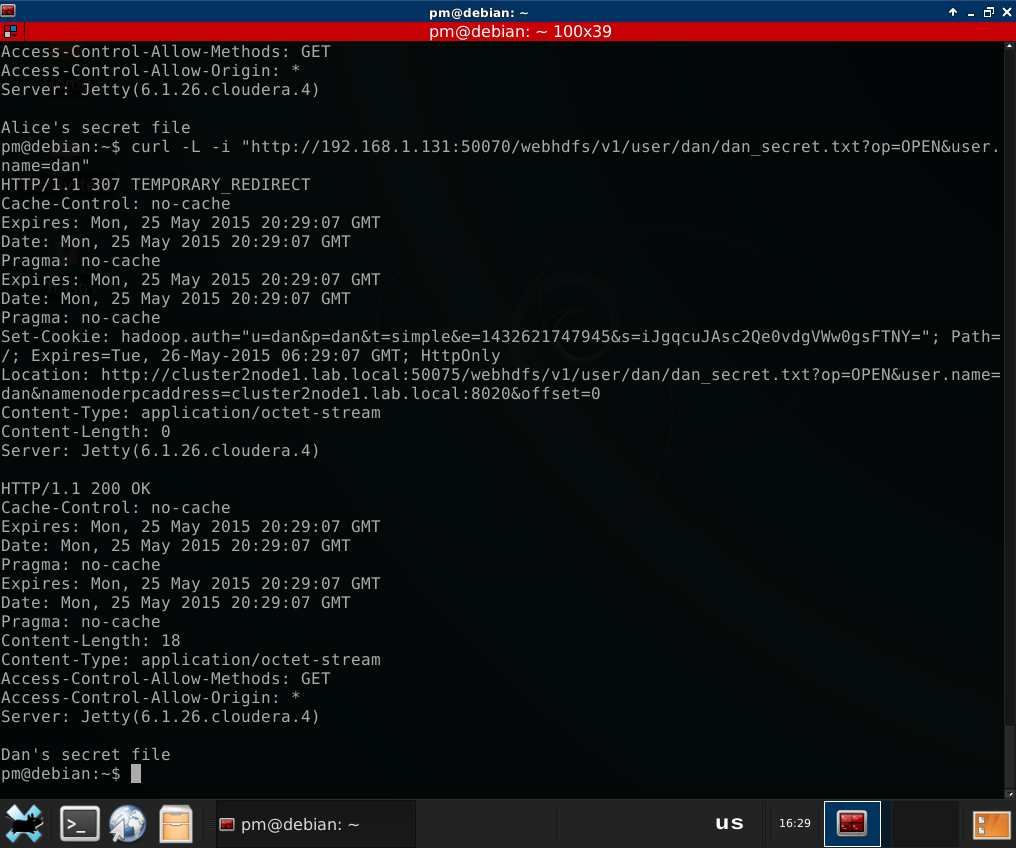 pm@debian: ~
pm@debian: ~ 100x39
Access-Control-Allow-Methods: GET
Access-Control-Allow-Origin: *
Server: Jetty(6.1.26.cloudera.4)
Alice's secret file
pm@debian:~$ curl -L -i "http://192.168.1.131:50070/webhdfs/v1/user/dan/dan_secret.txt?op=OPEN&user.
name=dan"
HTTP/1.1 307 TEMPORARY_REDIRECT
Cache-Control: no-cache
Expires: Mon, 25 May 2015 20:29:07 GMT
Date: Mon, 25 May 2015 20:29:07 GMT
Pragma: no-cache
Expires: Mon, 25 May 2015 20:29:07 GMT
Date: Mon, 25 May 2015 20:29:07 GMT
Pragma: no-cache
Set-Cookie: hadoop.auth="u=dan&p=dan&t=simple&e=1432621747945&s=iJgqcuJAsc2Qe0vdgVWw0gsFTNY="; Path=
/; Expires=Tue, 26-May-2015 06:29:07 GMT; HttpOnly
Location: http://cluster2node1.lab.local:50075/webhdfs/v1/user/dan/dan_secret.txt?op=OPEN&user.name=
dan&namenoderpcaddress=cluster2node1.lab.local:8020&offset=0
Content-Type: application/octet-stream
Content-Length: 0
Server: Jetty(6.1.26.cloudera.4)
HTTP/1.1 200 OK
Cache-Control: no-cache
Expires: Mon, 25 May 2015 20:29:07 GMT
Date: Mon, 25 May 2015 20:29:07 GMT
Pragma: no-cache
Expires: Mon, 25 May 2015 20:29:07 GMT
Date: Mon, 25 May 2015 20:29:07 GMT
Pragma: no-cache
Content-Length: 18
Content-Type: application/octet-stream
Access-Control-Allow-Methods: GET
Access-Control-Allow-Origin: *
Server: Jetty(6.1.26.cloudera.4)
Dan's secret file
pm@debian:~$
pm@debian: ~
us
16:29